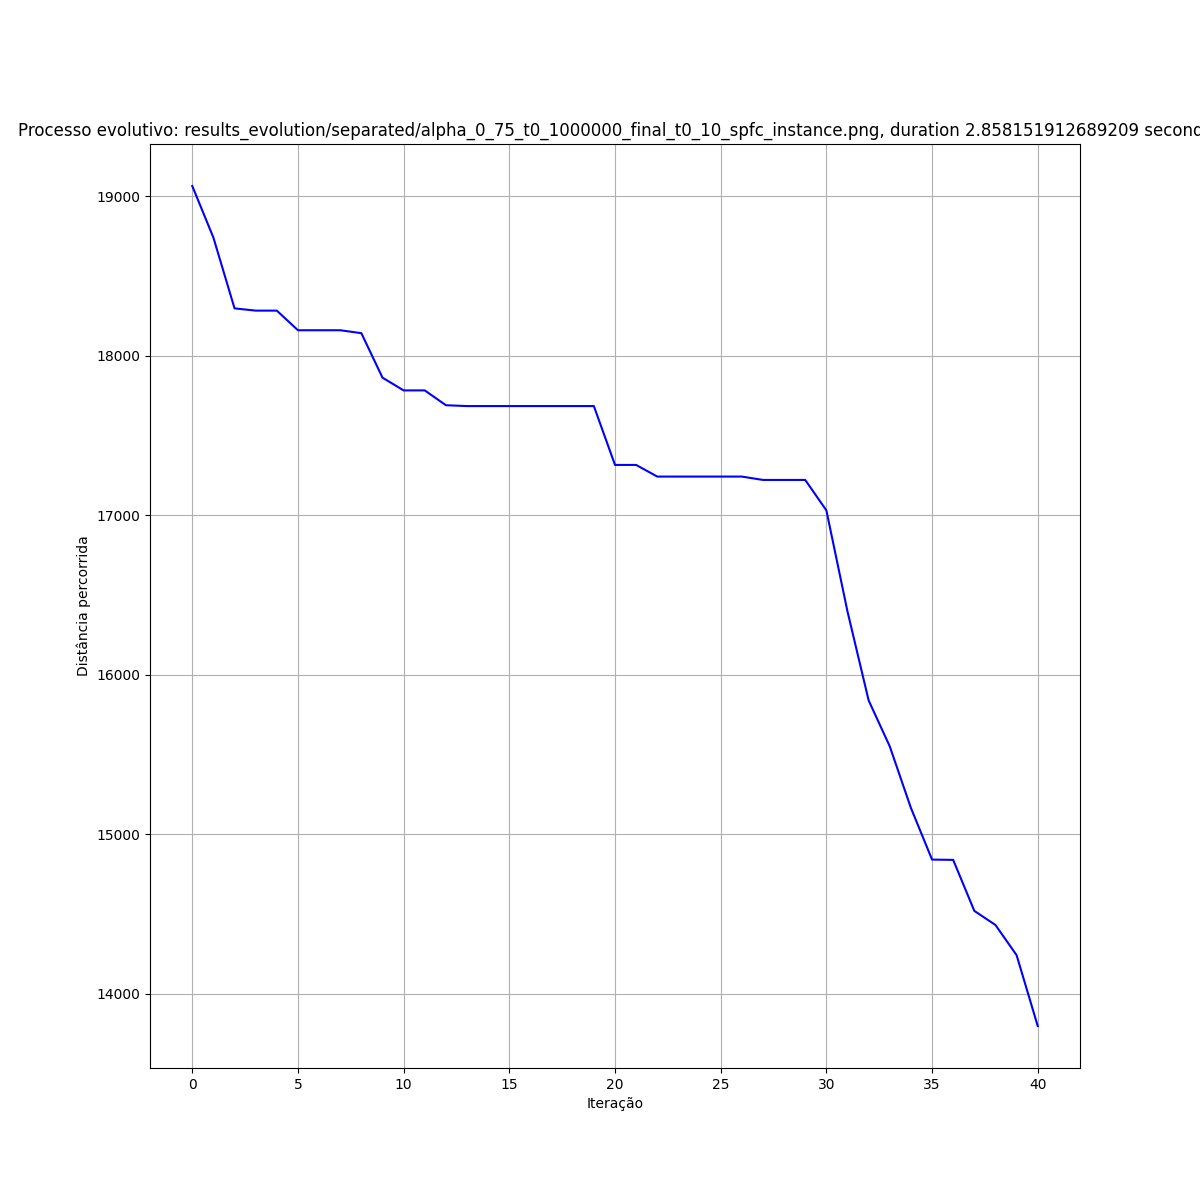 Processo evolutivo: results_evolution/separated/alpha_0_75_t0_1000000_final_t0_10_spfc_instance.png, duration 2.858151912689209 second
19000
18000
17000
16000
15000
14000
Distância percorrida
0 5 10 15 20 25 30 35 40
Iteração